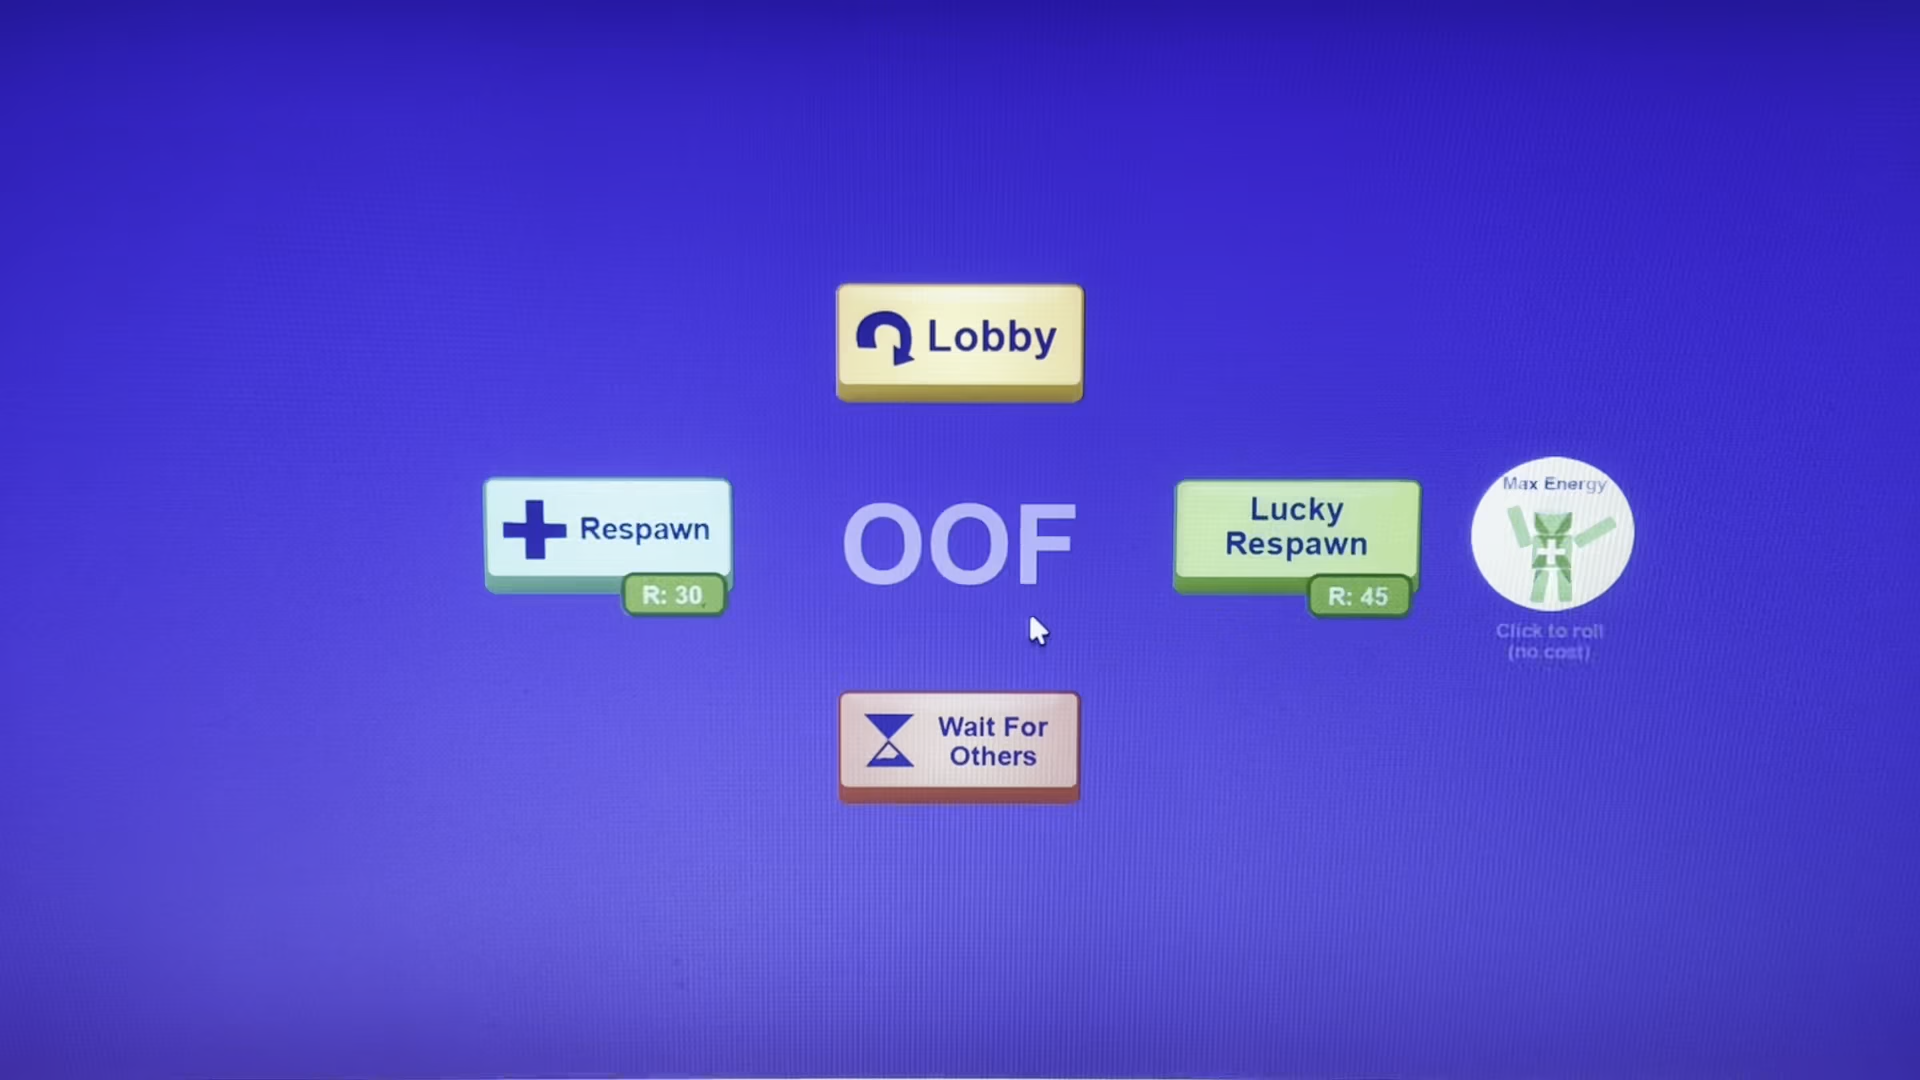 Lobby
Respawn
R: 30
OOF
Lucky
Respawn
R: 45
Max Energy
Click to roll
(no cost)
Wait For
Others